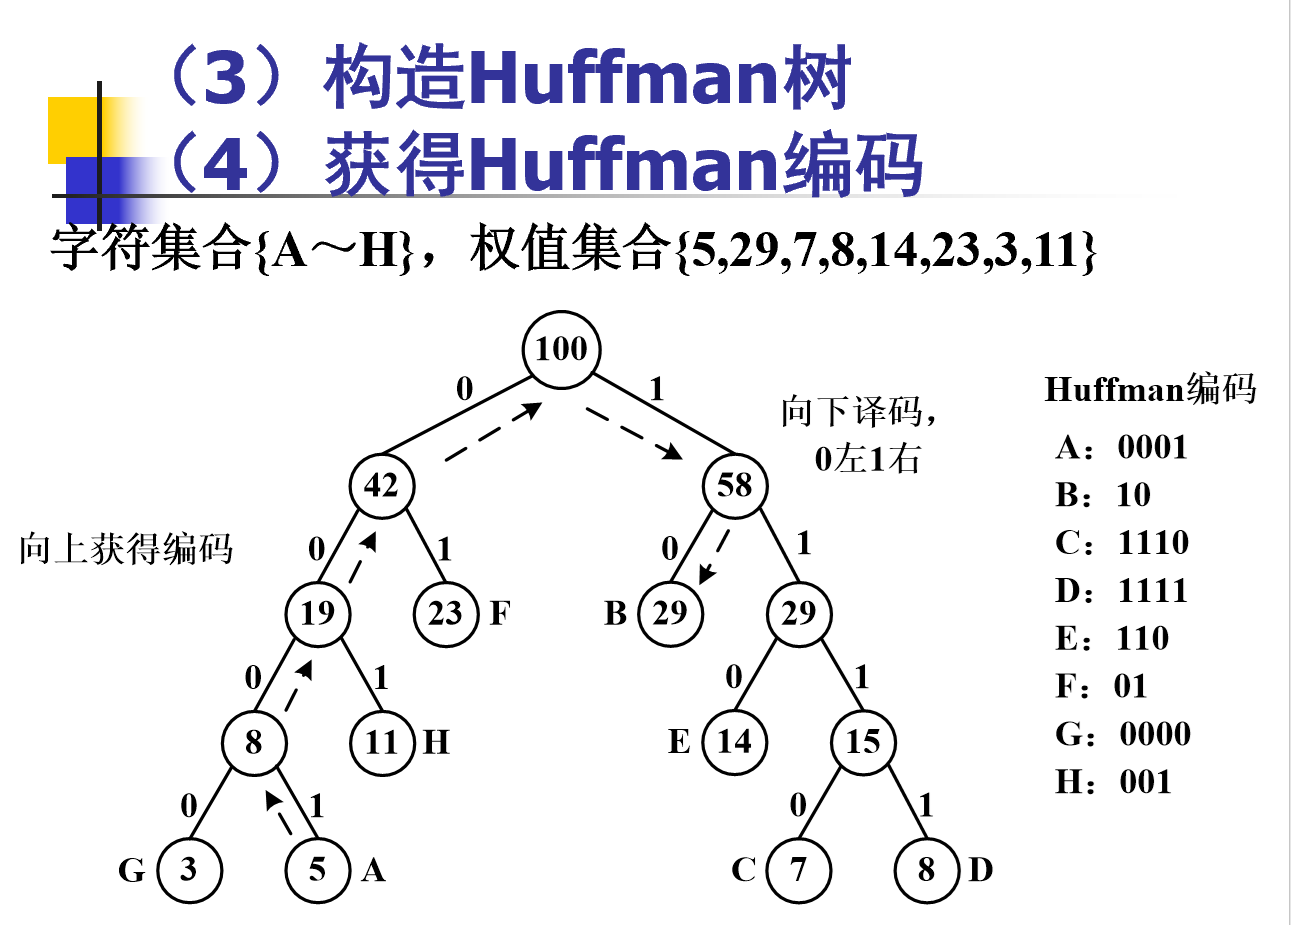 （3）构造Huffman树
（4）获得Huffman编码
字符集合{A～H}，权值集合{5,29,7,8,14,23,3,11}
100
0
1
向下译码，
0左1右
42
58
向上获得编码
0
1
0
1
19
23
F
B
29
29
0
1
0
1
8
11
H
E
14
15
0
1
0
1
G
3
5
A
C
7
8
D
Huffman编码
A：0001
B：10
C：1110
D：1111
E：110
F：01
G：0000
H：001